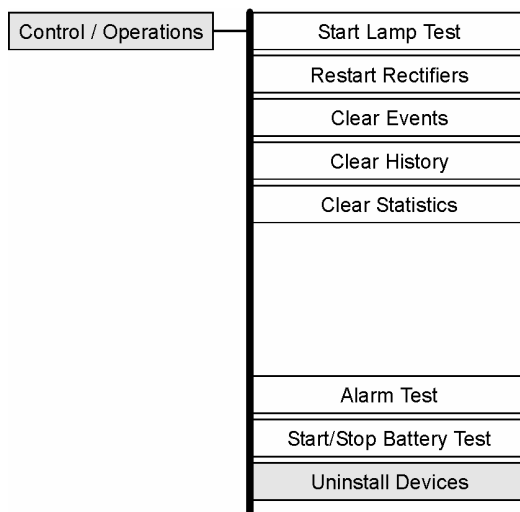 Control / Operations
Start Lamp Test
Restart Rectifiers
Clear Events
Clear History
Clear Statistics
Alarm Test
Start/Stop Battery Test
Uninstall Devices